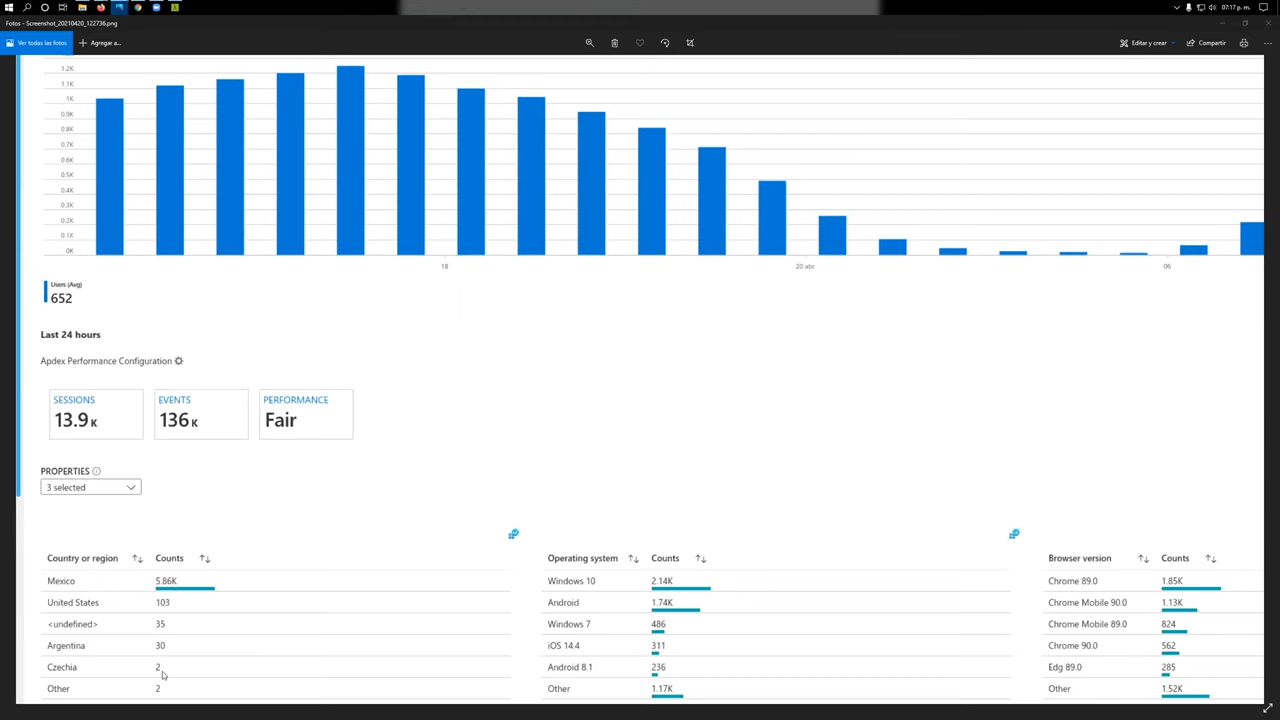 07:17 p. m.
Fotos - Screenshot_20210420_122736.png
Ver todas las fotos
Agregar a...
Editar y crear
Compartir
1.2K
1.1K
1K
0.9K
0.8K
0.7K
0.6K
0.5K
0.4K
0.3K
0.2K
0.1K
0K
18
20 abr.
06
Users (Avg)
652
Last 24 hours
Apdex Performance Configuration
SESSIONS EVENTS PERFORMANCE
13.9 K 136 K Fair
PROPERTIES
3 selected
Country or region Counts Operating system Counts Browser version Counts
Mexico 5.86K Windows 10 2.14K Chrome 89.0 1.85K
United States 103 Android 1.74K Chrome Mobile 90.0 1.13K
<undefined> 35 Windows 7 486 Chrome Mobile 89.0 824
Argentina 30 iOS 14.4 311 Chrome 90.0 562
Czechia 2 Android 8.1 236 Edg 89.0 285
Other 2 Other 1.17K Other 1.52K